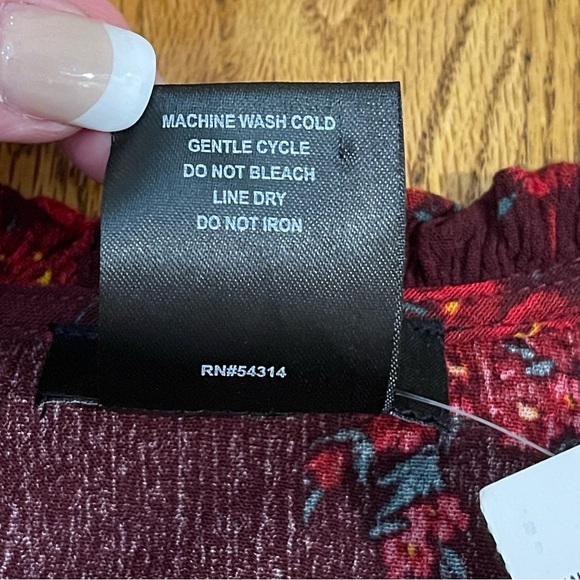 MACHINE WASH COLD
GENTLE CYCLE
DO NOT BLEACH
LINE DRY
DO NOT IRON
RN#54314